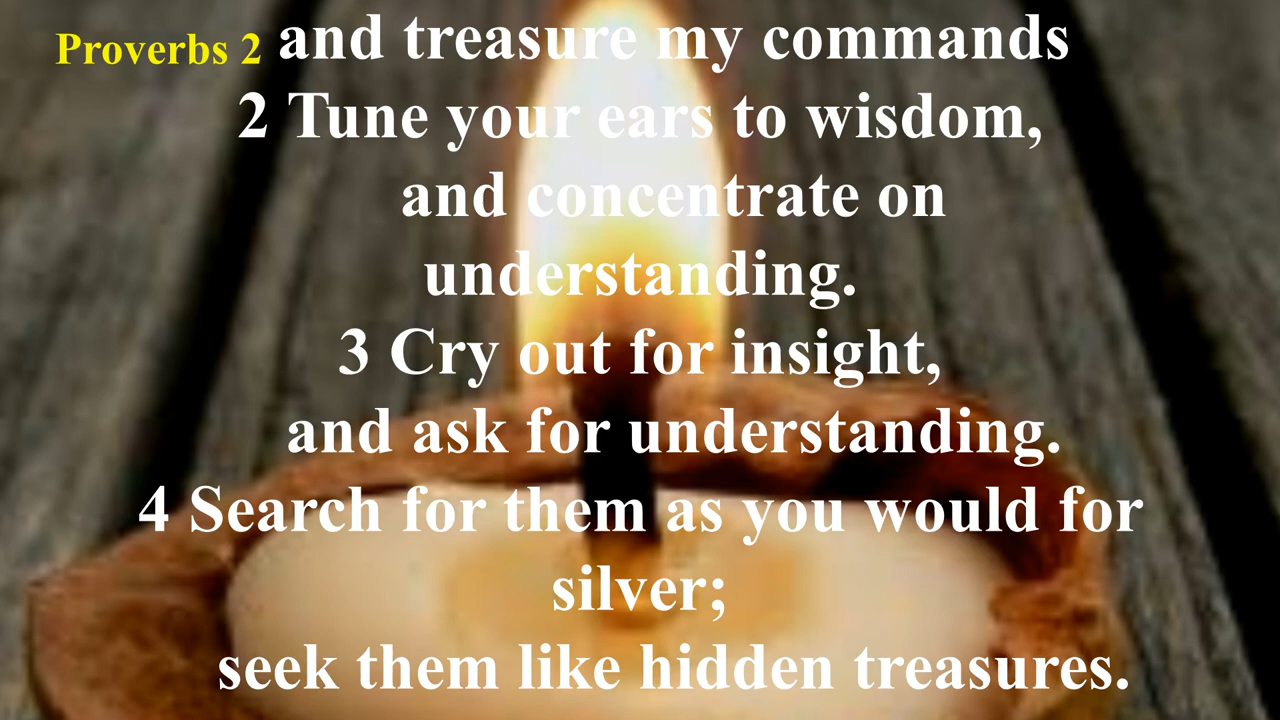 Proverbs 2 and treasure my commands
2 Tune your ears to wisdom,
and concentrate on
understanding.
3 Cry out for insight,
and ask for understanding.
4 Search for them as you would for
silver;
seek them like hidden treasures.